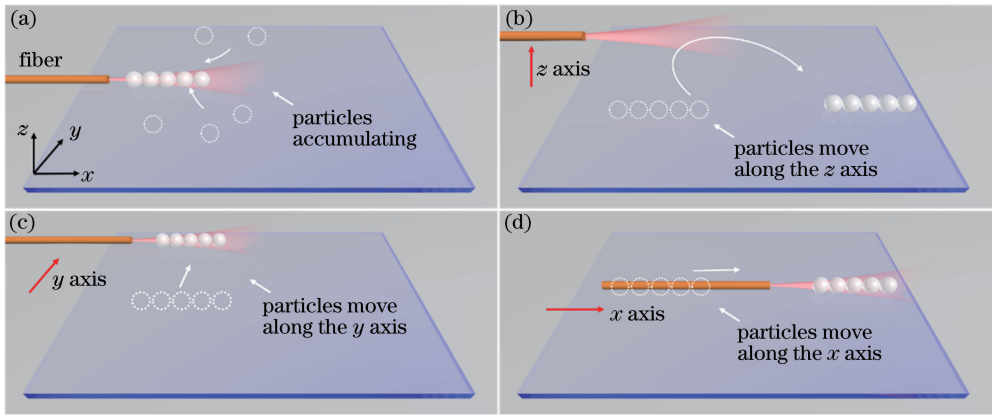 (a)
fiber
particles
accumulating
z
y
x
(b)
z axis
particles move
along the z axis
(c)
y axis
particles move
along the y axis
(d)
x axis
particles move
along the x axis